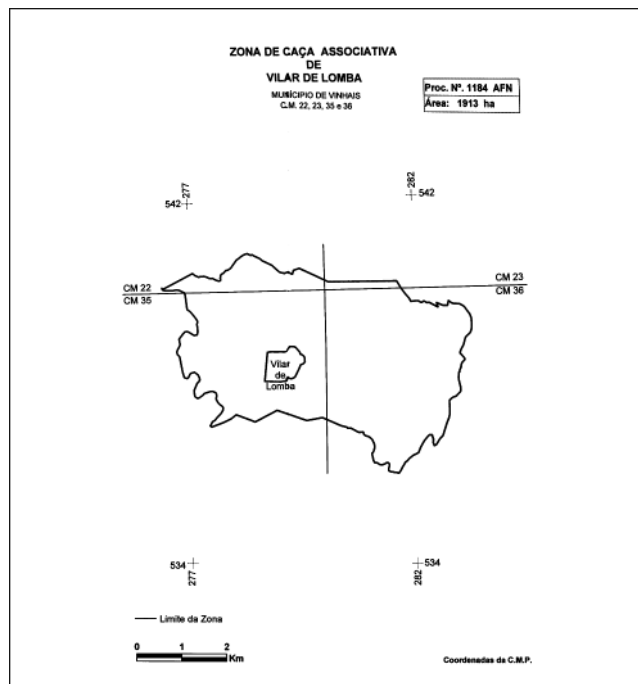 ZONA DE CAÇA ASSOCIATIVA
DE
VILAR DE LOMBA
MUNICIPIO DE VINHAIS
C.M. 22, 23, 35 e 36
Proc. Nº. 1184 AFN
Área: 1913 ha
277
542
282
542
CM 22
CM 35
CM 23
CM 36
Vilar
de
Lomba
534
277
534
282
Limite da Zona
0 1 2
Km
Coordenadas da C.M.P.